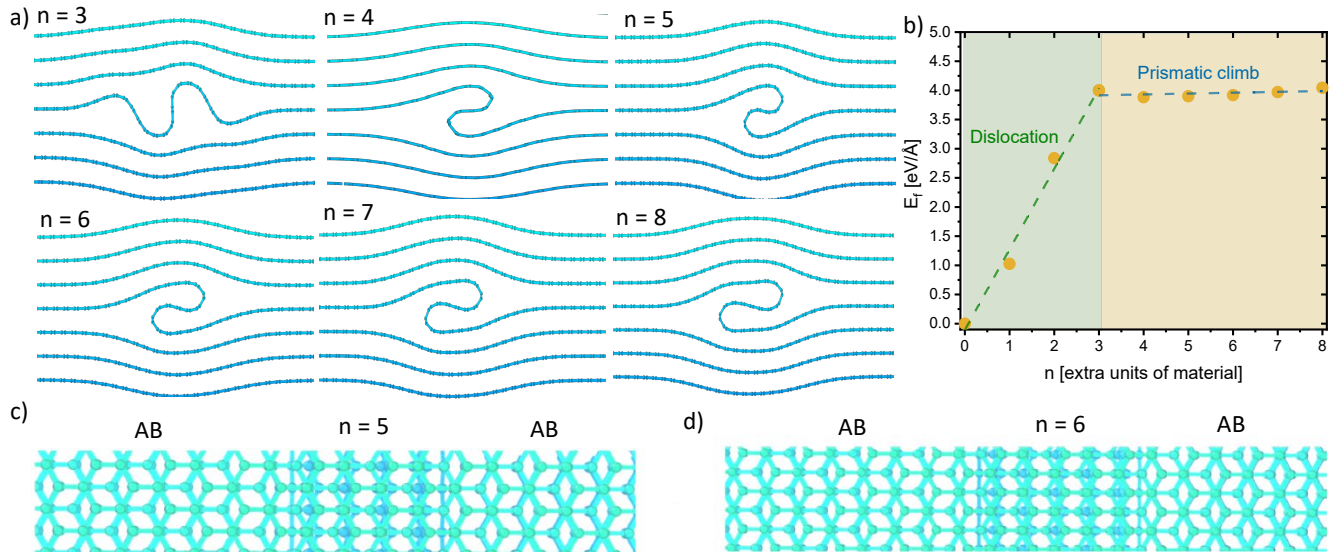 a)
n = 3
n = 4
n = 5
n = 6
n = 7
n = 8
b)
5.0
4.5
4.0
3.5
3.0
2.5
2.0
1.5
1.0
0.5
0.0
E_f [eV/Å]
Prismatic climb
Dislocation
0 1 2 3 4 5 6 7 8
n [extra units of material]
c)
AB
n = 5
AB
d)
AB
n = 6
AB